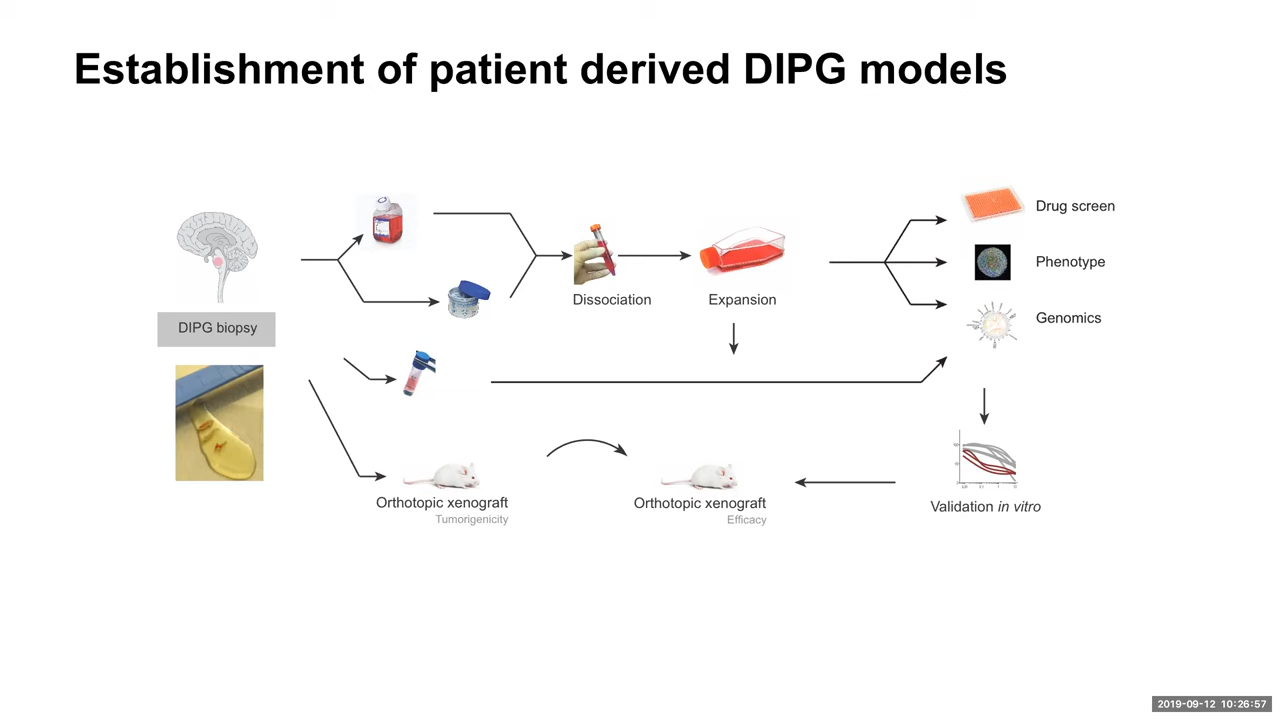 Establishment of patient derived DIPG models
Drug screen
Phenotype
Dissociation
Expansion
Genomics
DIPG biopsy
Orthotopic xenograft
Tumorigenicity
Orthotopic xenograft
Efficacy
Validation in vitro
2019-09-12 10:26:57